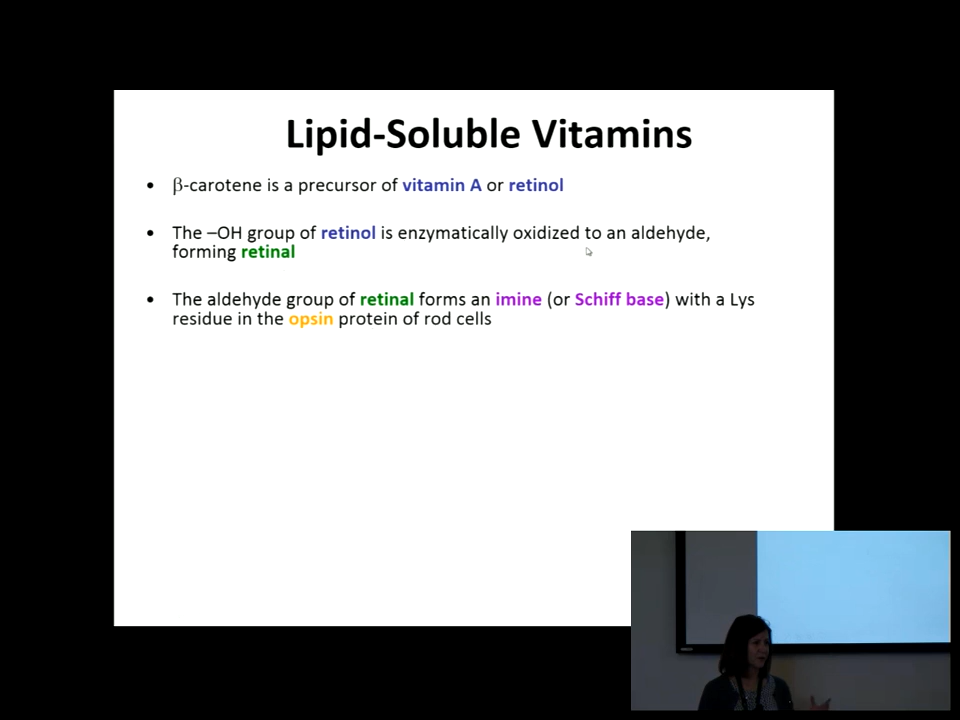 Lipid-Soluble Vitamins
• β-carotene is a precursor of vitamin A or retinol
• The –OH group of retinol is enzymatically oxidized to an aldehyde,
forming retinal
• The aldehyde group of retinal forms an imine (or Schiff base) with a Lys
residue in the opsin protein of rod cells